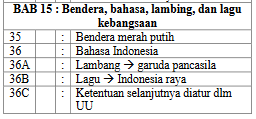 BAB 15 : Bendera, bahasa, lambing, dan lagu
kebangsaan
35 : Bendera merah putih
36 : Bahasa Indonesia
36A : Lambang → garuda pancasila
36B : Lagu → Indonesia raya
36C : Ketentuan selanjutnya diatur dlm
UU